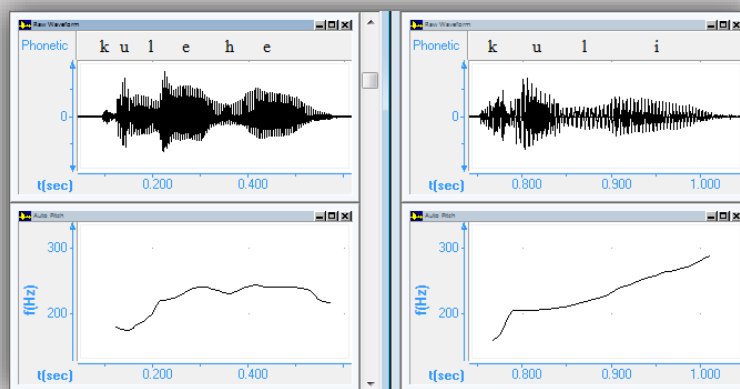 Raw Waveform
Phonetic k u l e h e
0
t(sec) 0.200 0.400
Auto Pitch
300
200
f(Hz)
t(sec) 0.200 0.400
Raw Waveform
Phonetic k u l i
0
t(sec) 0.800 0.900 1.000
Auto Pitch
300
200
f(Hz)
t(sec) 0.800 0.900 1.000